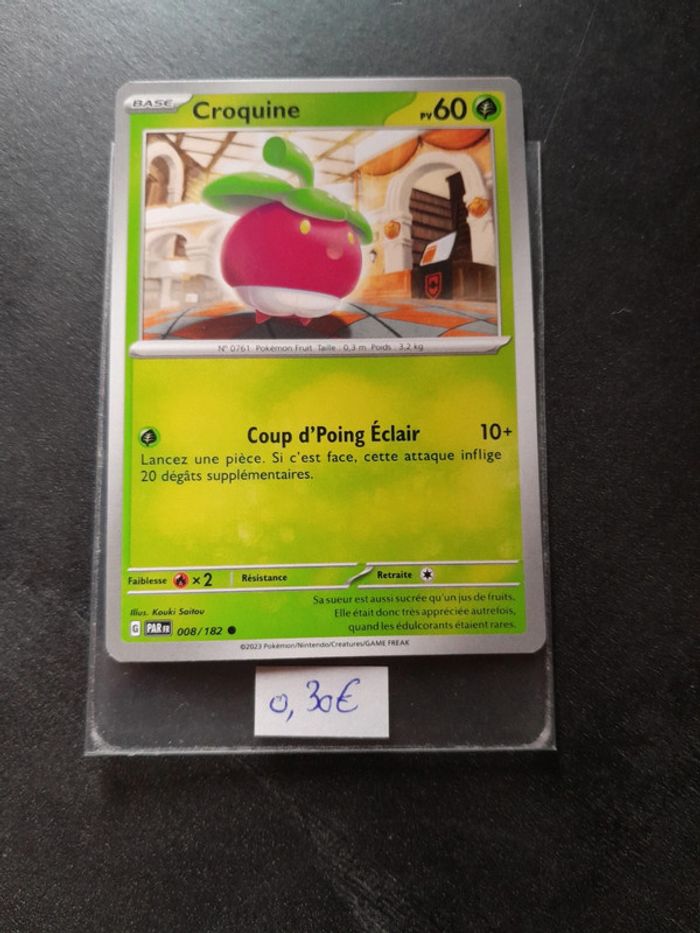 BASE Croquine PV 60
N° 0761 Pokémon Fruit Taille : 0,3 m Poids : 3,2 kg
Coup d'Poing Éclair 10+
Lancez une pièce. Si c'est face, cette attaque inflige
20 dégâts supplémentaires.
Faiblesse ×2 Résistance Retraite
Sa sueur est aussi sucrée qu'un jus de fruits.
Elle était donc très appréciée autrefois,
quand les édulcorants étaient rares.
Illus. Kouki Saitou
G PAR FR 008/182
©2023 Pokémon/Nintendo/Creatures/GAME FREAK
0,30€